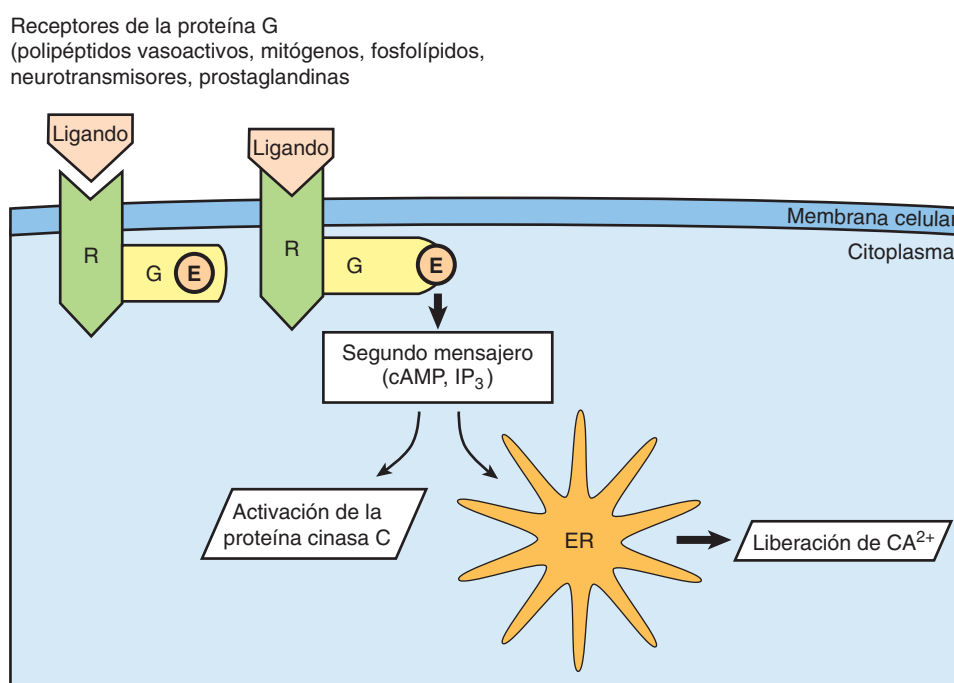 Receptores de la proteína G
(polipéptidos vasoactivos, mitógenos, fosfolípidos,
neurotransmisores, prostaglandinas
Ligando
Ligando
R
G
E
R
G
E
Membrana celular
Citoplasma
Segundo mensajero
(cAMP, IP₃)
Activación de la
proteína cinasa C
ER
Liberación de CA²⁺